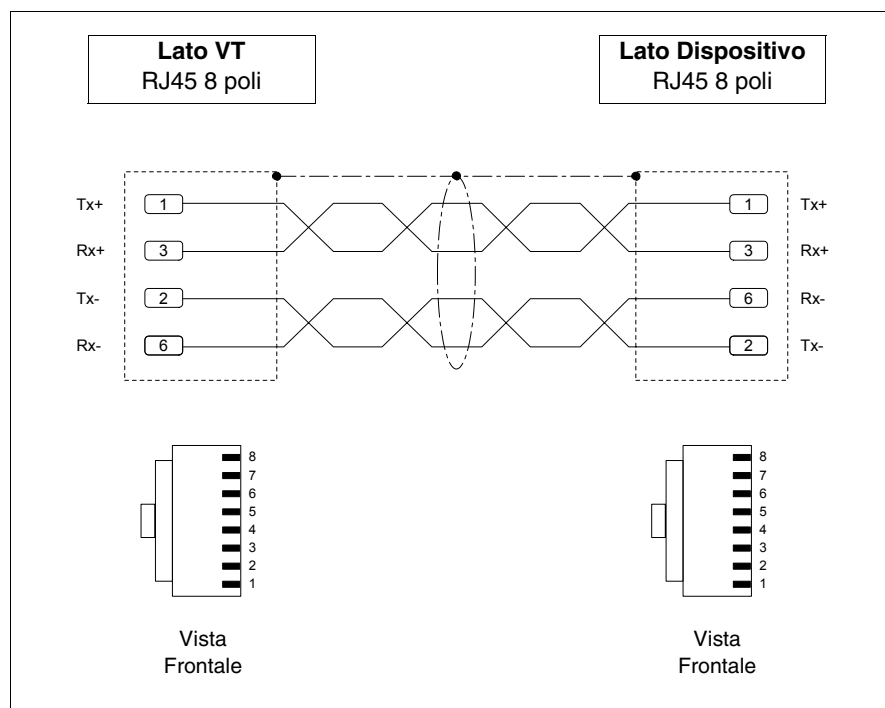 Lato VT
RJ45 8 poli
Lato Dispositivo
RJ45 8 poli
Tx+ 1 1 Tx+
Rx+ 3 3 Rx+
Tx- 2 6 Rx-
Rx- 6 2 Tx-
8
7
6
5
4
3
2
1
Vista
Frontale
8
7
6
5
4
3
2
1
Vista
Frontale